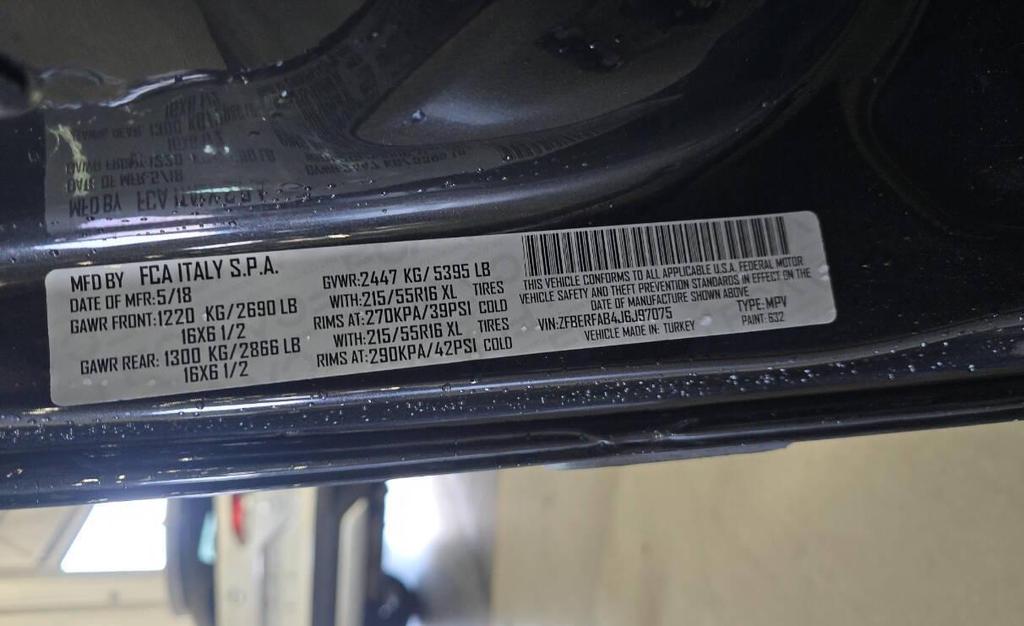 MFD BY FCA ITALY S.P.A.
DATE OF MFR:5/18
GAWR FRONT:1220 KG/2690 LB
16X6 1/2
GAWR REAR: 1300 KG/2866 LB
16X6 1/2
GVWR:2447 KG/ 5395 LB
WITH:215/55R16 XL TIRES
RIMS AT:270KPA/39PSI COLD
WITH:215/55R16 XL TIRES
RIMS AT:290KPA/42PSI COLD
THIS VEHICLE CONFORMS TO ALL APPLICABLE U.S.A. FEDERAL MOTOR
VEHICLE SAFETY AND THEFT PREVENTION STANDARDS IN EFFECT ON THE
DATE OF MANUFACTURE SHOWN ABOVE
VIN:ZFBERFAB4J6J97075 TYPE:MPV
VEHICLE MADE IN: TURKEY PAINT: 632